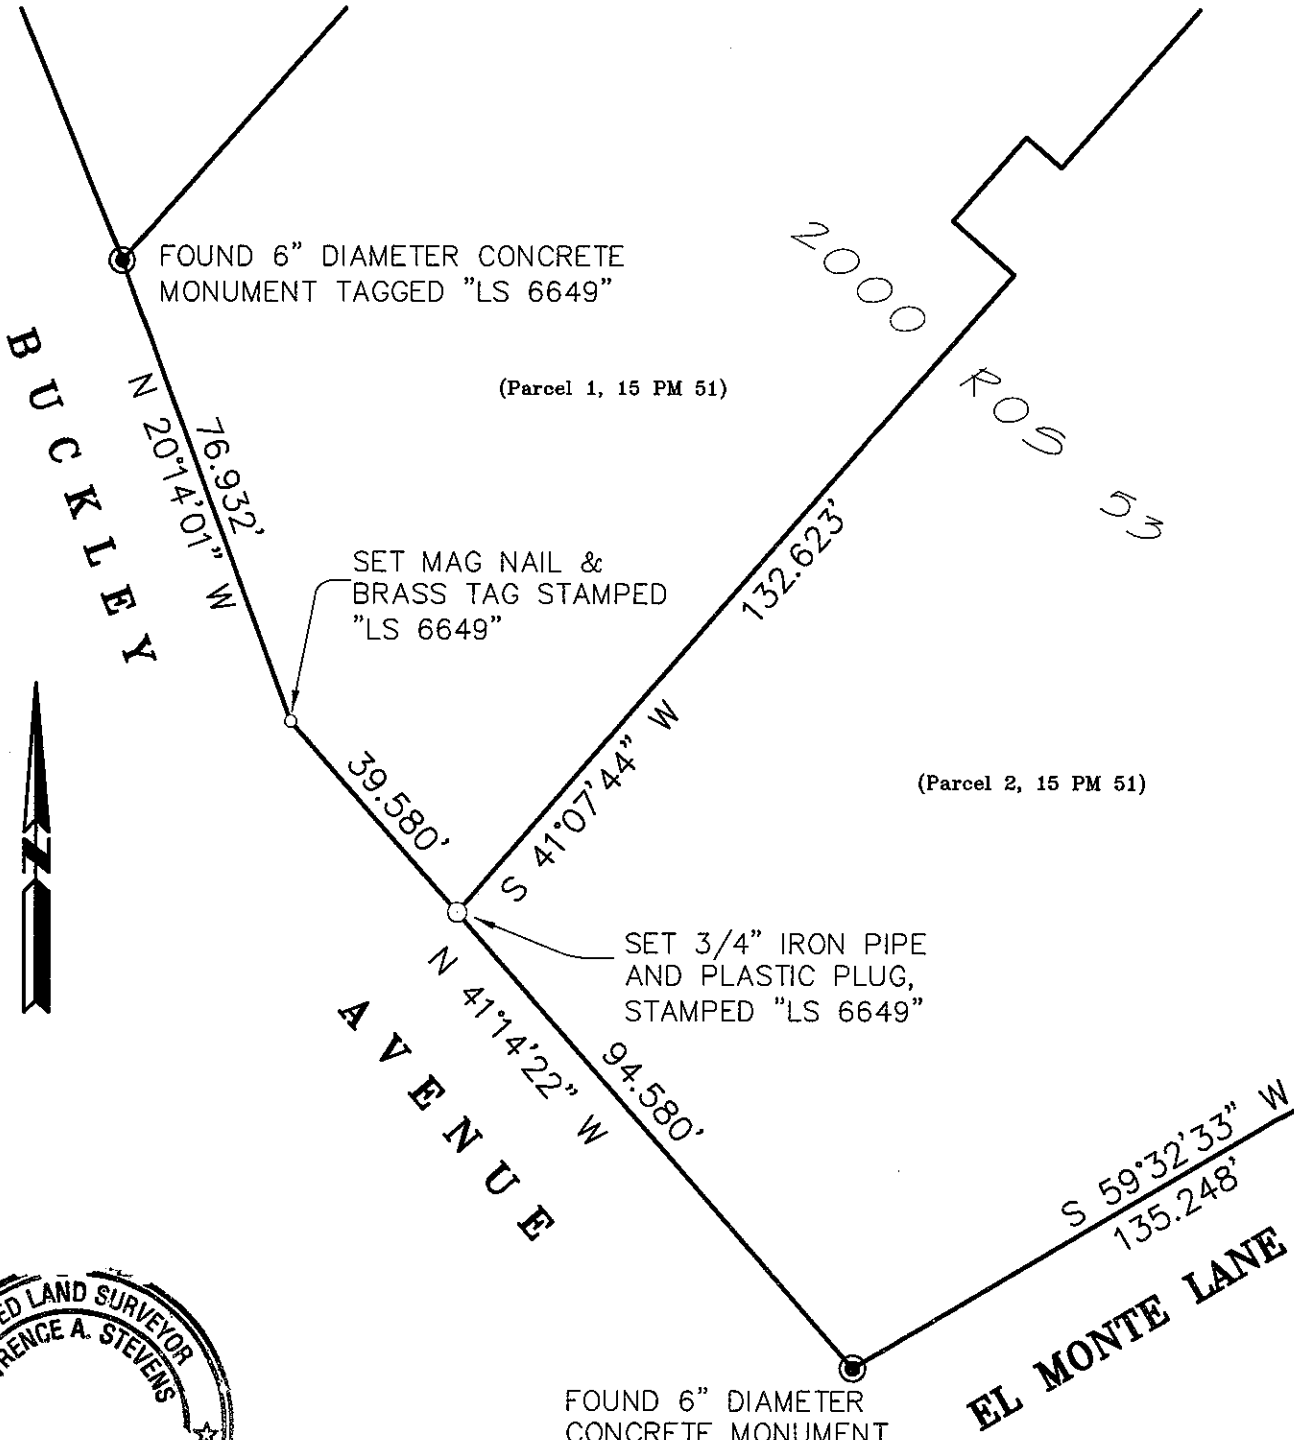 FOUND 6" DIAMETER CONCRETE
MONUMENT TAGGED "LS 6649"
2000 ROS 53
BUCKLEY
(Parcel 1, 15 PM 51)
76.932'
N 20°14'01" W
SET MAG NAIL &
BRASS TAG STAMPED
"LS 6649"
132.623'
S 41°07'44" W
39.580'
(Parcel 2, 15 PM 51)
N
SET 3/4" IRON PIPE
AND PLASTIC PLUG,
STAMPED "LS 6649"
N 41°14'22" W
94.580'
AVENUE
S 59°32'33" W
135.248'
EL MONTE LANE
LAND SURVEYOR
A. STEVENS
FOUND 6" DIAMETER
CONCRETE MONUMENT